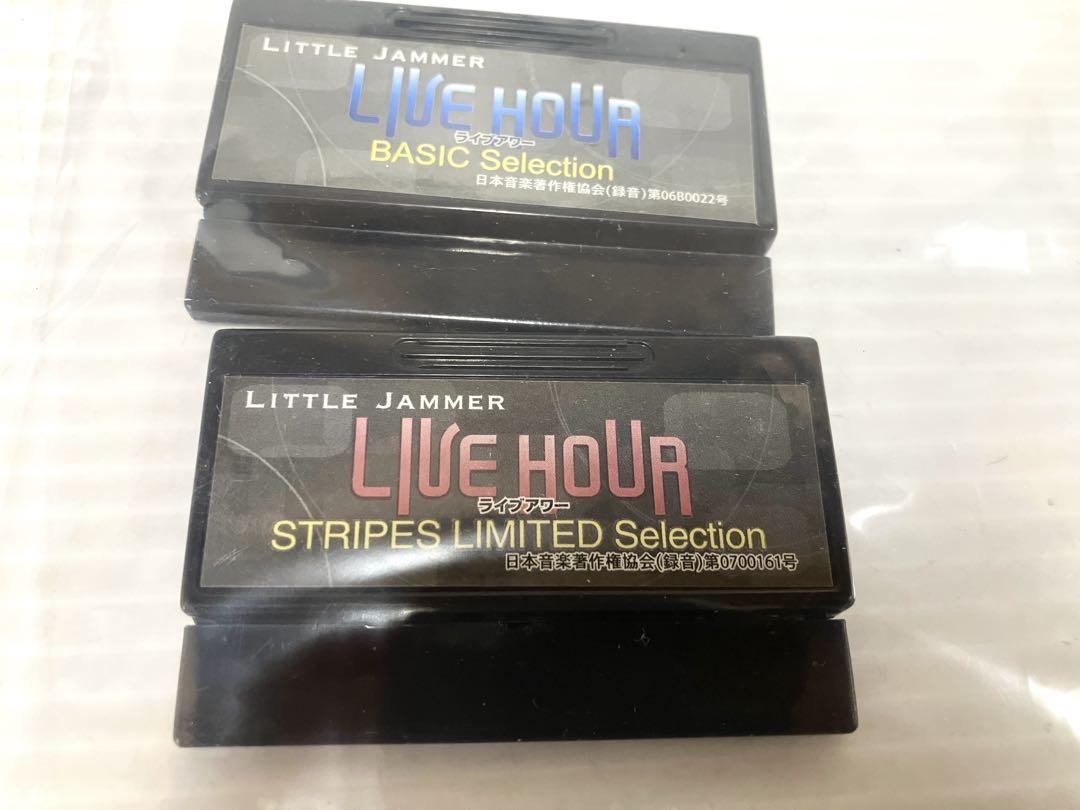 LITTLE JAMMER
LIVE HOUR
ライブアワー
BASIC Selection
日本音楽著作権協会(録音)第06B0022号
LITTLE JAMMER
LIVE HOUR
ライブアワー
STRIPES LIMITED Selection
日本音楽著作権協会(録音)第0700161号